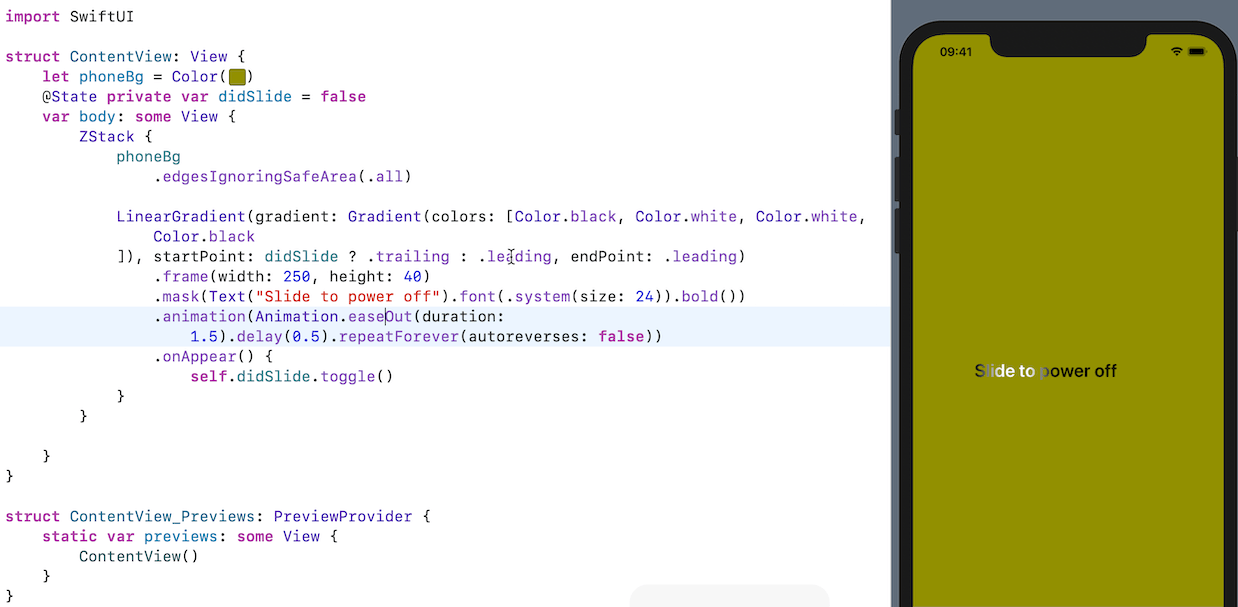 import SwiftUI
struct ContentView: View {
let phoneBg = Color( )
@State private var didSlide = false
var body: some View {
ZStack {
phoneBg
.edgesIgnoringSafeArea(.all)
LinearGradient(gradient: Gradient(colors: [Color.black, Color.white, Color.white,
Color.black
]), startPoint: didSlide ? .trailing : .leading, endPoint: .leading)
.frame(width: 250, height: 40)
.mask(Text("Slide to power off").font(.system(size: 24)).bold())
.animation(Animation.easeOut(duration:
1.5).delay(0.5).repeatForever(autoreverses: false))
.onAppear() {
self.didSlide.toggle()
}
}
}
}
struct ContentView_Previews: PreviewProvider {
static var previews: some View {
ContentView()
}
}
09:41
Slide to power off